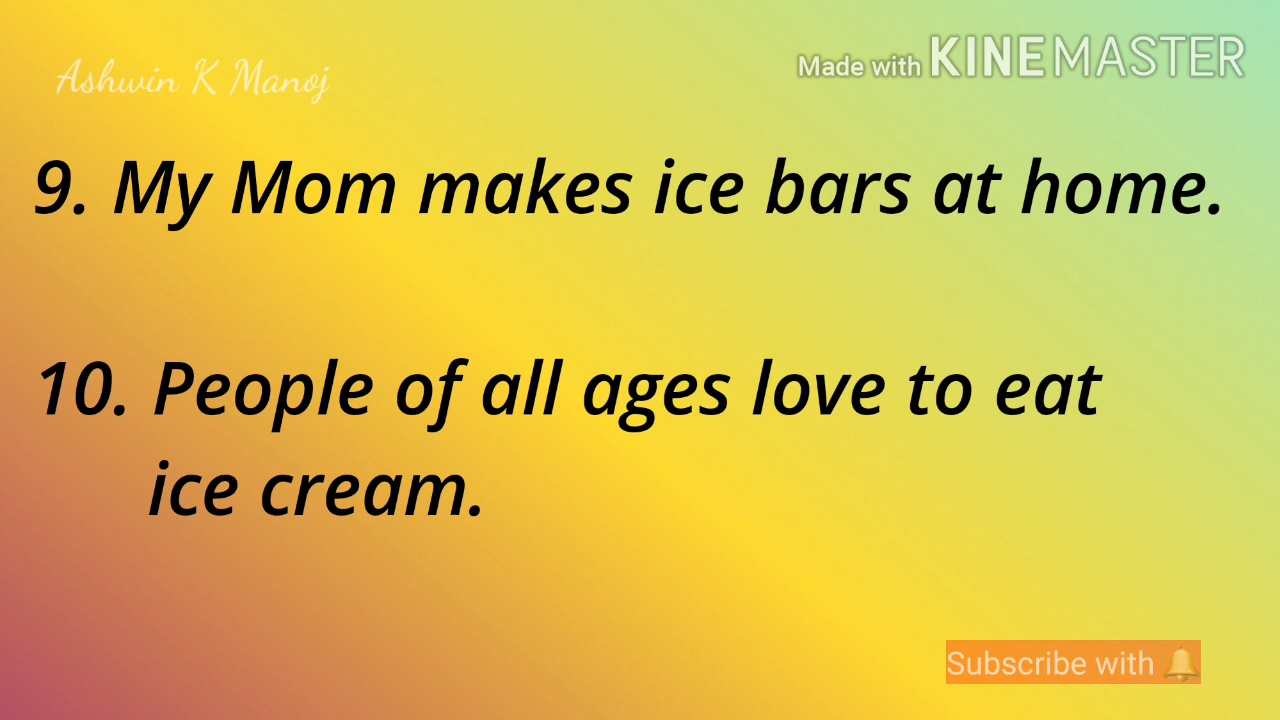 Ashwin K Manoj
Made with KINEMASTER
9. My Mom makes ice bars at home.
10. People of all ages love to eat
ice cream.
Subscribe with 🔔